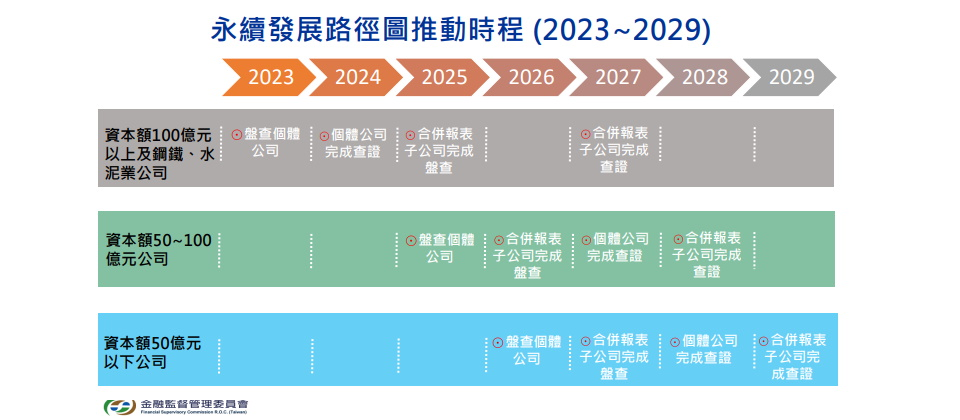 永續發展路徑圖推動時程 (2023~2029)
2023 2024 2025 2026 2027 2028 2029
資本額100億元
以上及鋼鐵、水
泥業公司
⊙盤查個體
公司
⊙個體公司
完成查證
⊙合併報表
子公司完成
盤查
⊙合併報表
子公司完成
查證
資本額50~100
億元公司
⊙盤查個體
公司
⊙合併報表
子公司完成
盤查
⊙個體公司
完成查證
⊙合併報表
子公司完成
查證
資本額50億元
以下公司
⊙盤查個體
公司
⊙合併報表
子公司完成
盤查
⊙個體公司
完成查證
⊙合併報表
子公司完
成查證
金融監督管理委員會
Financial Supervisory Commission R.O.C. (Taiwan)